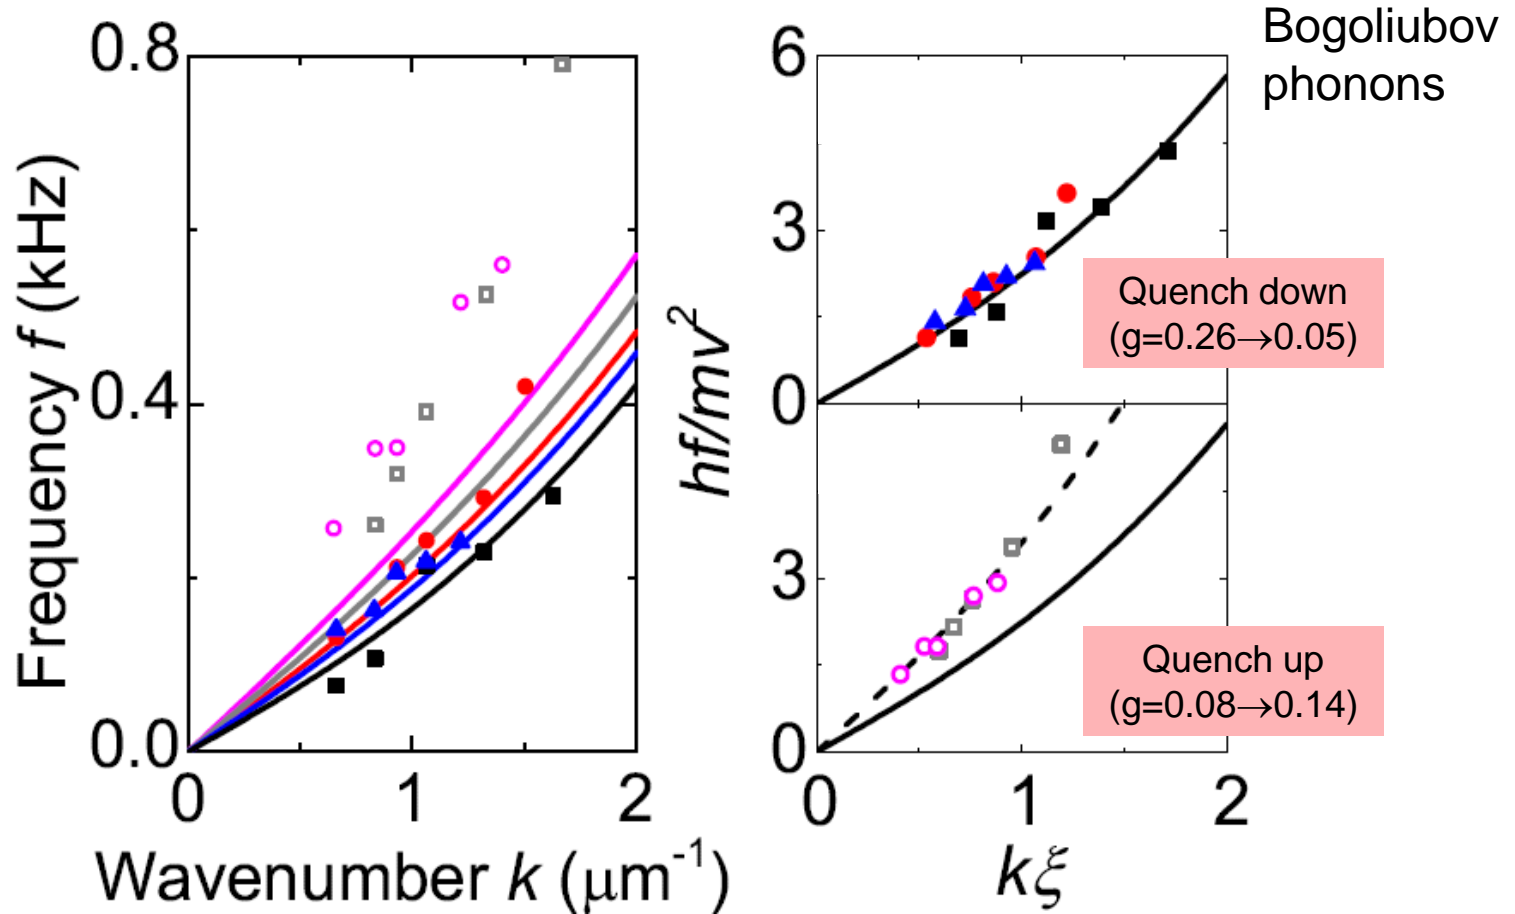 Bogoliubov
phonons
0.8
0.4
0.0
0
1
2
Frequency f (kHz)
Wavenumber k (μm⁻¹)
6
3
0
3
0
0
1
2
hf/mv²
kξ
Quench down
(g=0.26→0.05)
Quench up
(g=0.08→0.14)